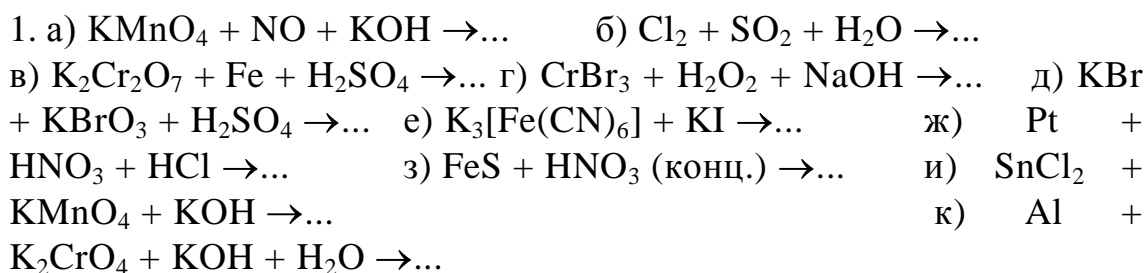 1. а) KMnO₄ + NO + KOH →... б) Cl₂ + SO₂ + H₂O →...
в) K₂Cr₂O₇ + Fe + H₂SO₄ →... г) CrBr₃ + H₂O₂ + NaOH →... д) KBr
+ KBrO₃ + H₂SO₄ →... е) K₃[Fe(CN)₆] + KI →... ж) Pt +
HNO₃ + HCl →... з) FeS + HNO₃ (конц.) →... и) SnCl₂ +
KMnO₄ + KOH →... к) Al +
K₂CrO₄ + KOH + H₂O →...